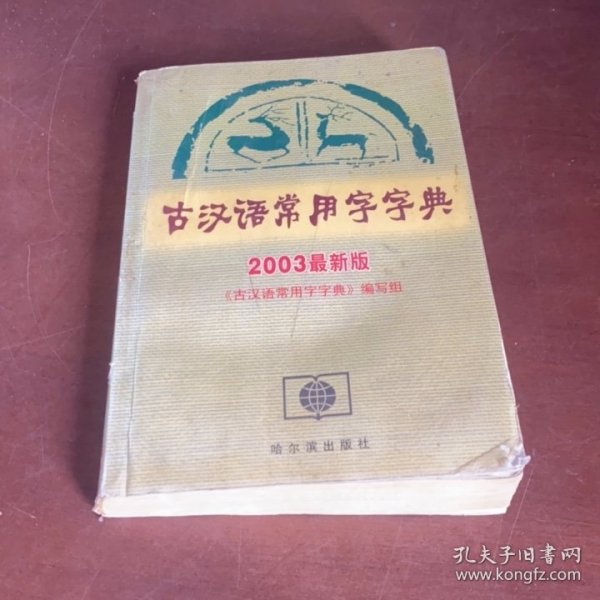 古汉语常用字字典
2003最新版
《古汉语常用字字典》编写组
哈尔滨出版社
孔夫子旧书网
www.kongfz.com